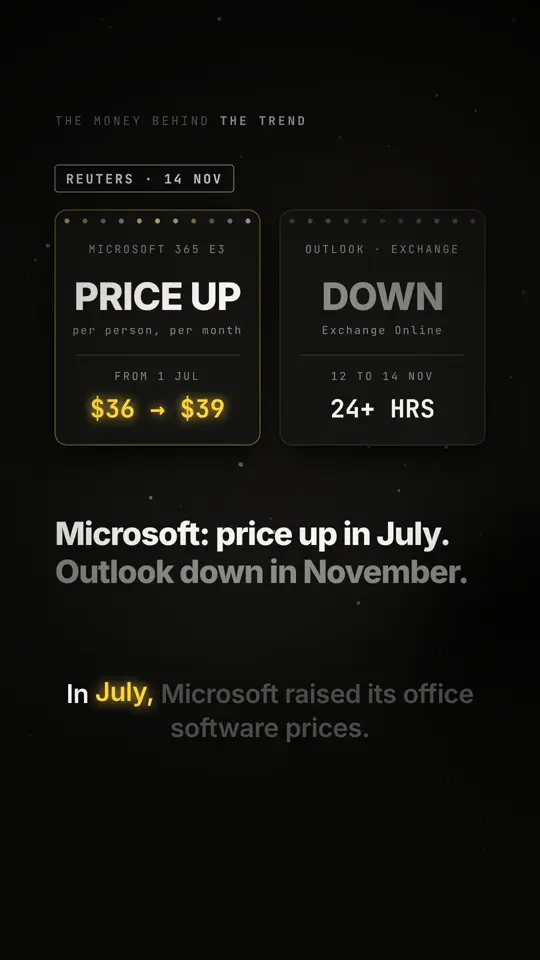 THE MONEY BEHIND THE TREND
REUTERS · 14 NOV
MICROSOFT 365 E3
PRICE UP
per person, per month
FROM 1 JUL
$36 → $39
OUTLOOK · EXCHANGE
DOWN
Exchange Online
12 TO 14 NOV
24+ HRS
Microsoft: price up in July.
Outlook down in November.
In July, Microsoft raised its office
software prices.